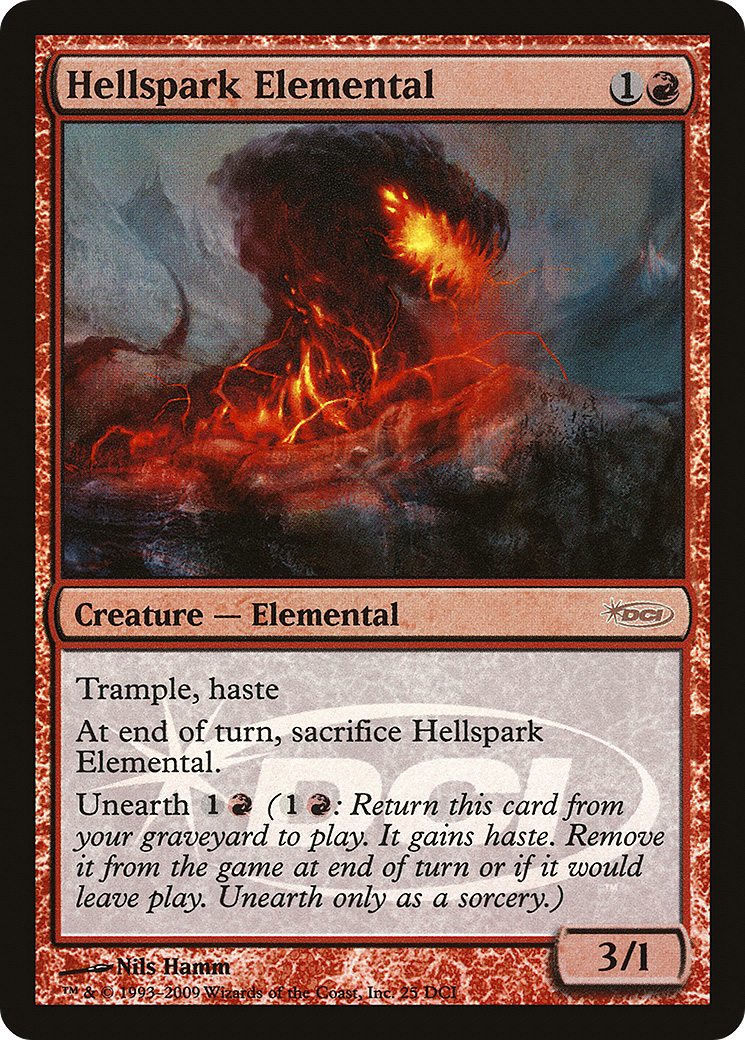 Hellspark Elemental
1
Creature — Elemental
DCI
Trample, haste
At end of turn, sacrifice Hellspark
Elemental.
Unearth 1 (1 : Return this card from
your graveyard to play. It gains haste. Remove
it from the game at end of turn or if it would
leave play. Unearth only as a sorcery.)
DCI
™
3/1
Nils Hamm
™ & © 1993–2009 Wizards of the Coast, Inc. 25 DCI